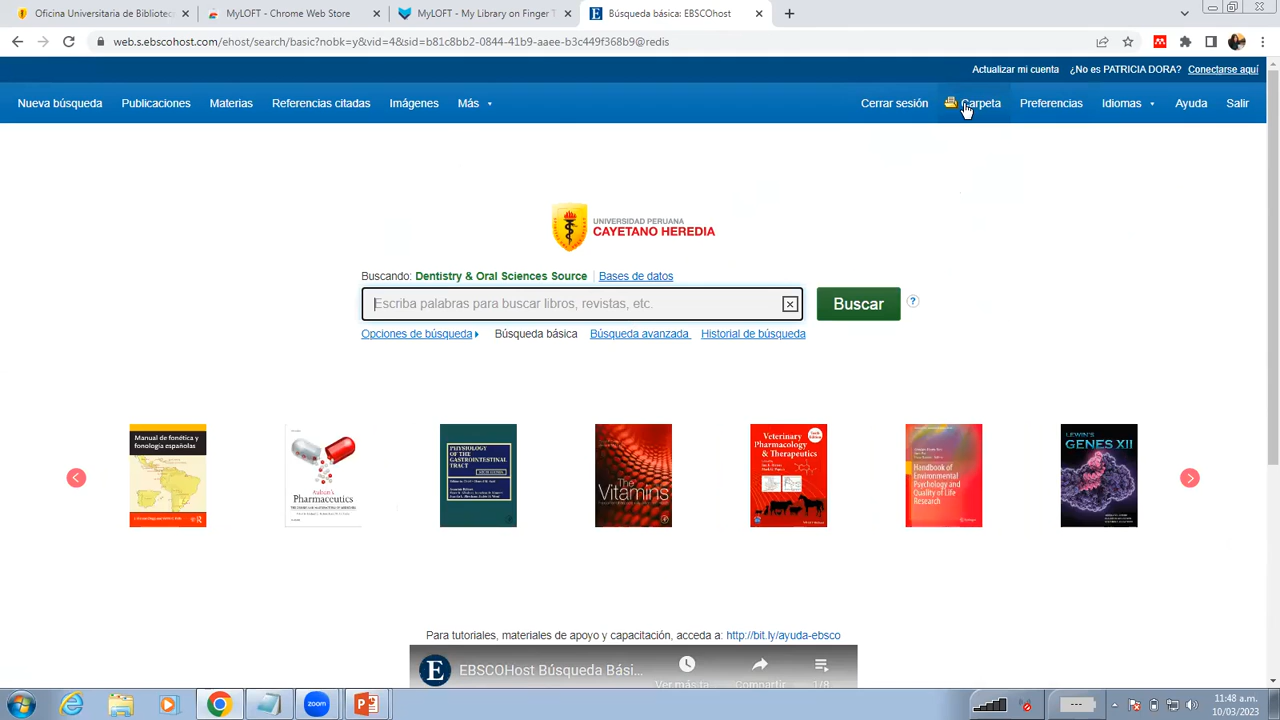 Oficina Universitaria de Bibliotec
MyLOFT - Chrome Web Store
MyLOFT - My Library on Finger T
Búsqueda básica: EBSCOHost
web.s.ebscohost.com/ehost/search/basic?nobk=y&vid=4&sid=b81c8bb2-0844-41b9-aaee-b3c449f368b9@redis
Actualizar mi cuenta ¿No es PATRICIA DORA? Conectarse aquí
Nueva búsqueda Publicaciones Materias Referencias citadas Imágenes Más Cerrar sesión Carpeta Preferencias Idiomas Ayuda Salir
UNIVERSIDAD PERUANA
CAYETANO HEREDIA
Buscando: Dentistry & Oral Sciences Source Bases de datos
Escriba palabras para buscar libros, revistas, etc.
Buscar
Opciones de búsqueda Búsqueda básica Búsqueda avanzada Historial de búsqueda
Manual de fonética y
fonología españolas
Aulton's
Pharmaceutics
PHYSIOLOGY
OF THE
GASTROINTESTINAL
TRACT
The
Vitamins
Veterinary
Pharmacology
& Therapeutics
Handbook of
Environmental
Psychology and
Quality of Life
Research
LEWIN'S
GENES XII
Para tutoriales, materiales de apoyo y capacitación, acceda a: http://bit.ly/ayuda-ebsco
EBSCOHost Búsqueda Bási...
Ver más ta... Compartir 1/8
zoom
11:48 a.m.
10/03/2023